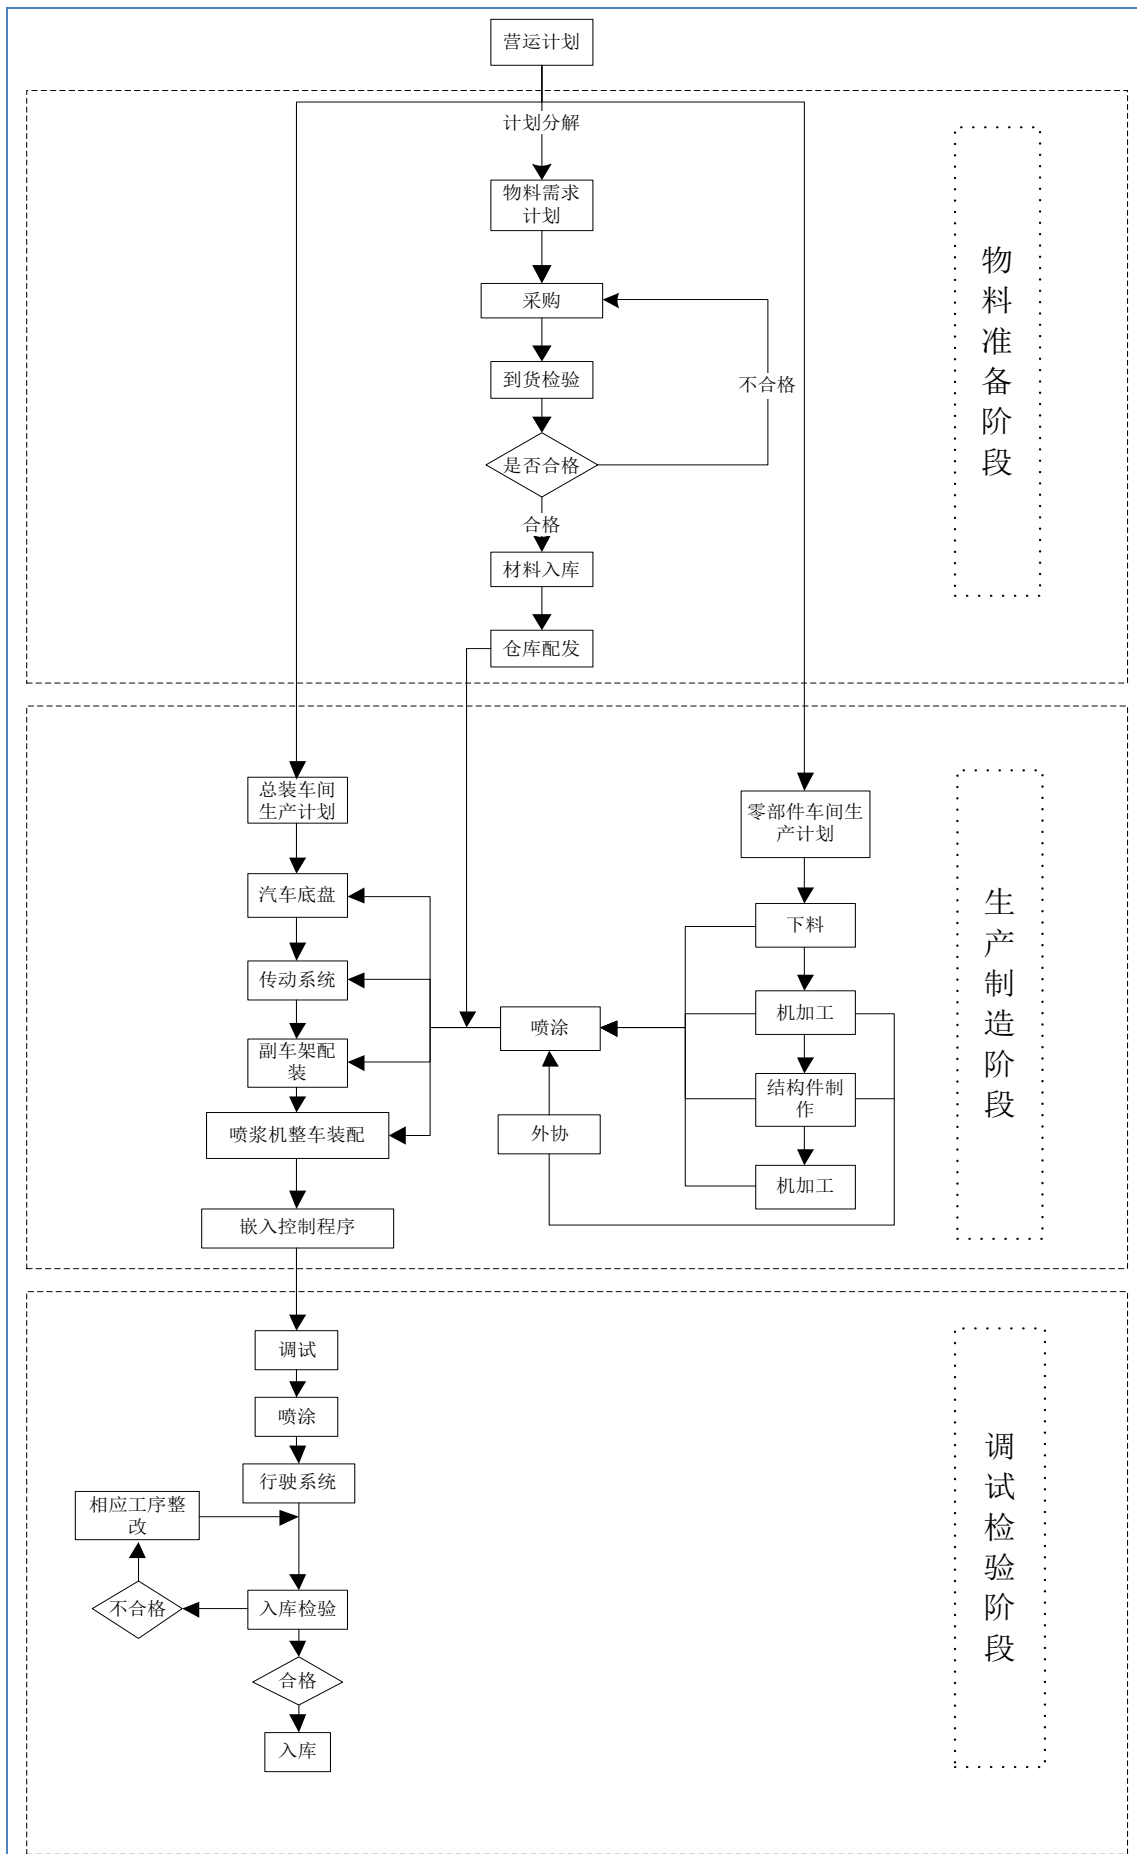 营运计划
计划分解
物料需求
计划
采购
到货检验
不合格
是否合格
合格
材料入库
仓库配发
物料准备阶段
总装车间
生产计划
零部件车间生
产计划
汽车底盘
下料
传动系统
喷涂
机加工
副车架配
装
结构件制
作
喷浆机整车装配
外协
机加工
嵌入控制程序
生产制造阶段
调试
喷涂
行驶系统
相应工序整
改
不合格
入库检验
合格
入库
调试检验阶段